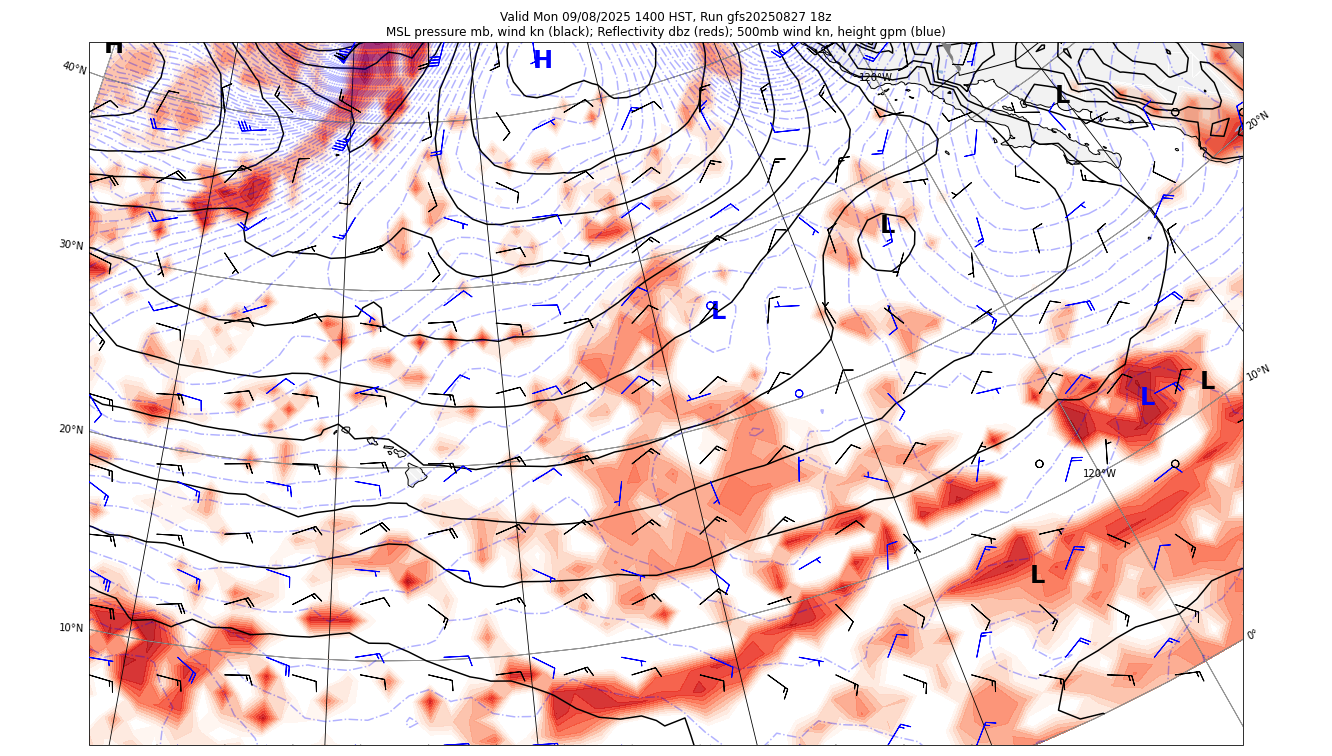 Valid Mon 09/08/2025 1400 HST, Run gfs20250827 18z
MSL pressure mb, wind kn (black); Reflectivity dbz (reds); 500mb wind kn, height gpm (blue)
H
H
40°N
120°W
L
20°N
L
30°N
L
10°N
L
L
20°N
120°W
L
10°N
0°